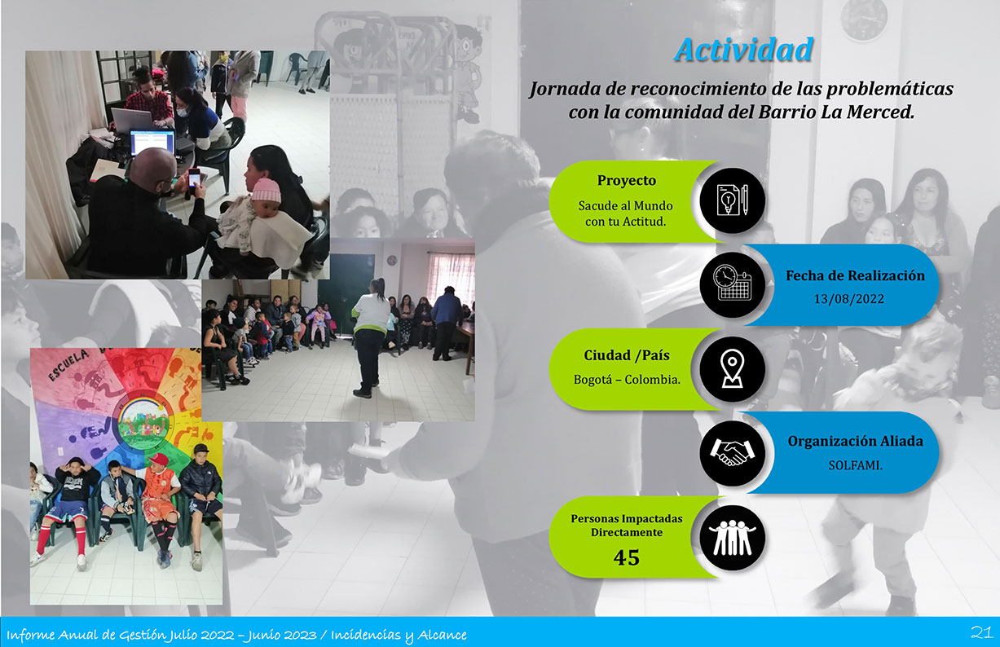 Actividad
Jornada de reconocimiento de las problemáticas
con la comunidad del Barrio La Merced.
Proyecto
Sacude al Mundo
con tu Actitud.
Fecha de Realización
13/08/2022
Ciudad /País
Bogotá – Colombia.
Organización Aliada
SOLFAMI.
Personas Impactadas
Directamente
45
ESCUELA
Informe Anual de Gestión Julio 2022 – Junio 2023 / Incidencias y Alcance
21